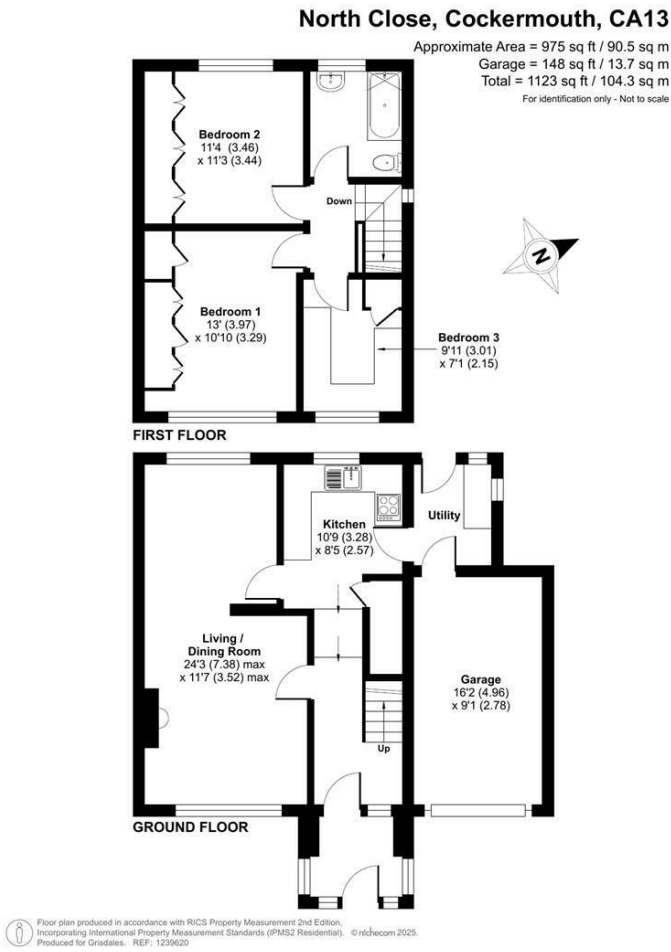 North Close, Cockermouth, CA13
Approximate Area = 975 sq ft / 90.5 sq m
Garage = 148 sq ft / 13.7 sq m
Total = 1123 sq ft / 104.3 sq m
For identification only - Not to scale
Bedroom 2
11'4 (3.46)
x 11'3 (3.44)
Down
N
Bedroom 1
13' (3.97)
x 10'10 (3.29)
Bedroom 3
9'11 (3.01)
x 7'1 (2.15)
FIRST FLOOR
Kitchen
10'9 (3.28)
x 8'5 (2.57)
Utility
Living /
Dining Room
24'3 (7.38) max
x 11'7 (3.52) max
Garage
16'2 (4.96)
x 9'1 (2.78)
Up
GROUND FLOOR
Floor plan produced in accordance with RICS Property Measurement 2nd Edition,
Incorporating International Property Measurement Standards (IPMS2 Residential). © nichecom 2025.
Produced for Grisdales. REF: 1239620